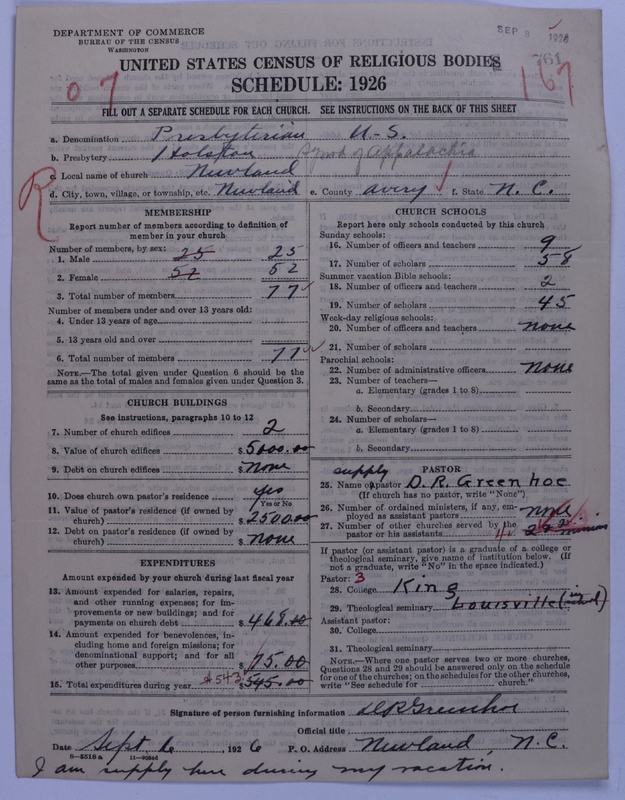 DEPARTMENT OF COMMERCE
BUREAU OF THE CENSUS
WASHINGTON
SEP 8 1926
761
UNITED STATES CENSUS OF RELIGIOUS BODIES
SCHEDULE: 1926
0 7
167
FILL OUT A SEPARATE SCHEDULE FOR EACH CHURCH. SEE INSTRUCTIONS ON THE BACK OF THIS SHEET
R
a. Denomination Presbyterian U-S.
b. Presbytery Holston Synod of Appalachia
c. Local name of church Newland
d. City, town, village, or township, etc. Newland e. County Avery f. State N. C.
MEMBERSHIP
Report number of members according to definition of member in your church
Number of members, by sex:
1. Male 25 25
2. Female 52 52
3. Total number of members 77
Number of members under and over 13 years old:
4. Under 13 years of age
5. 13 years old and over
6. Total number of members 77
NOTE.—The total given under Question 6 should be
same as the total of males and females given under Question 3.
CHURCH BUILDINGS
See instructions, paragraphs 10 to 12
7. Number of church edifices 2
8. Value of church edifices $5000.00
9. Debt on church edifices $none
10. Does church own pastor's residence yes
Yes or No
11. Value of pastor's residence (if owned by
church) $2500.00
12. Debt on pastor's residence (if owned by
church) $none
EXPENDITURES
Amount expended by your church during last fiscal year
13. Amount expended for salaries, repairs,
and other running expenses; for im-
provements or new buildings; and for
payments on church debt $468.00
14. Amount expended for benevolences, in-
cluding home and foreign missions; for
denominational support; and for all
other purposes 75.00
15. Total expenditures during year $543 $545.00
CHURCH SCHOOLS
Report here only schools conducted by this church
Sunday schools:
16. Number of officers and teachers 9
17. Number of scholars 58
Summer vacation Bible schools:
18. Number of officers and teachers 2
19. Number of scholars 45
Week-day religious schools:
20. Number of officers and teachers none
21. Number of scholars
Parochial schools:
22. Number of administrative officers none
23. Number of teachers—
a. Elementary (grades 1 to 8)
b. Secondary
24. Number of scholars—
a. Elementary (grades 1 to 8)
b. Secondary
PASTOR
supply
25. Name of pastor D. R. Greenhoe
(If church has no pastor, write "None")
26. Number of ordained ministers, if any, em-
ployed as assistant pastors none
27. Number of other churches served by the
pastor or his assistants 4
If pastor (or assistant pastor) is a graduate of a college or
theological seminary, give name of institution below. (If
not a graduate, write "No" in the space indicated.)
Pastor: 3
28. College King
29. Theological seminary Louisville
Assistant pastor:
30. College
31. Theological seminary
NOTE.—Where one pastor serves two or more churches,
Questions 28 and 29 should be answered only on the schedule
for one of the churches; on the schedules for the other churches,
write "See schedule for church."
Signature of person furnishing information D R Greenhoe
Official title
Date Sept 6, 1926 P. O. Address Newland, N.C.
8—5518a 11—9034d
I am supply here during my vacation.